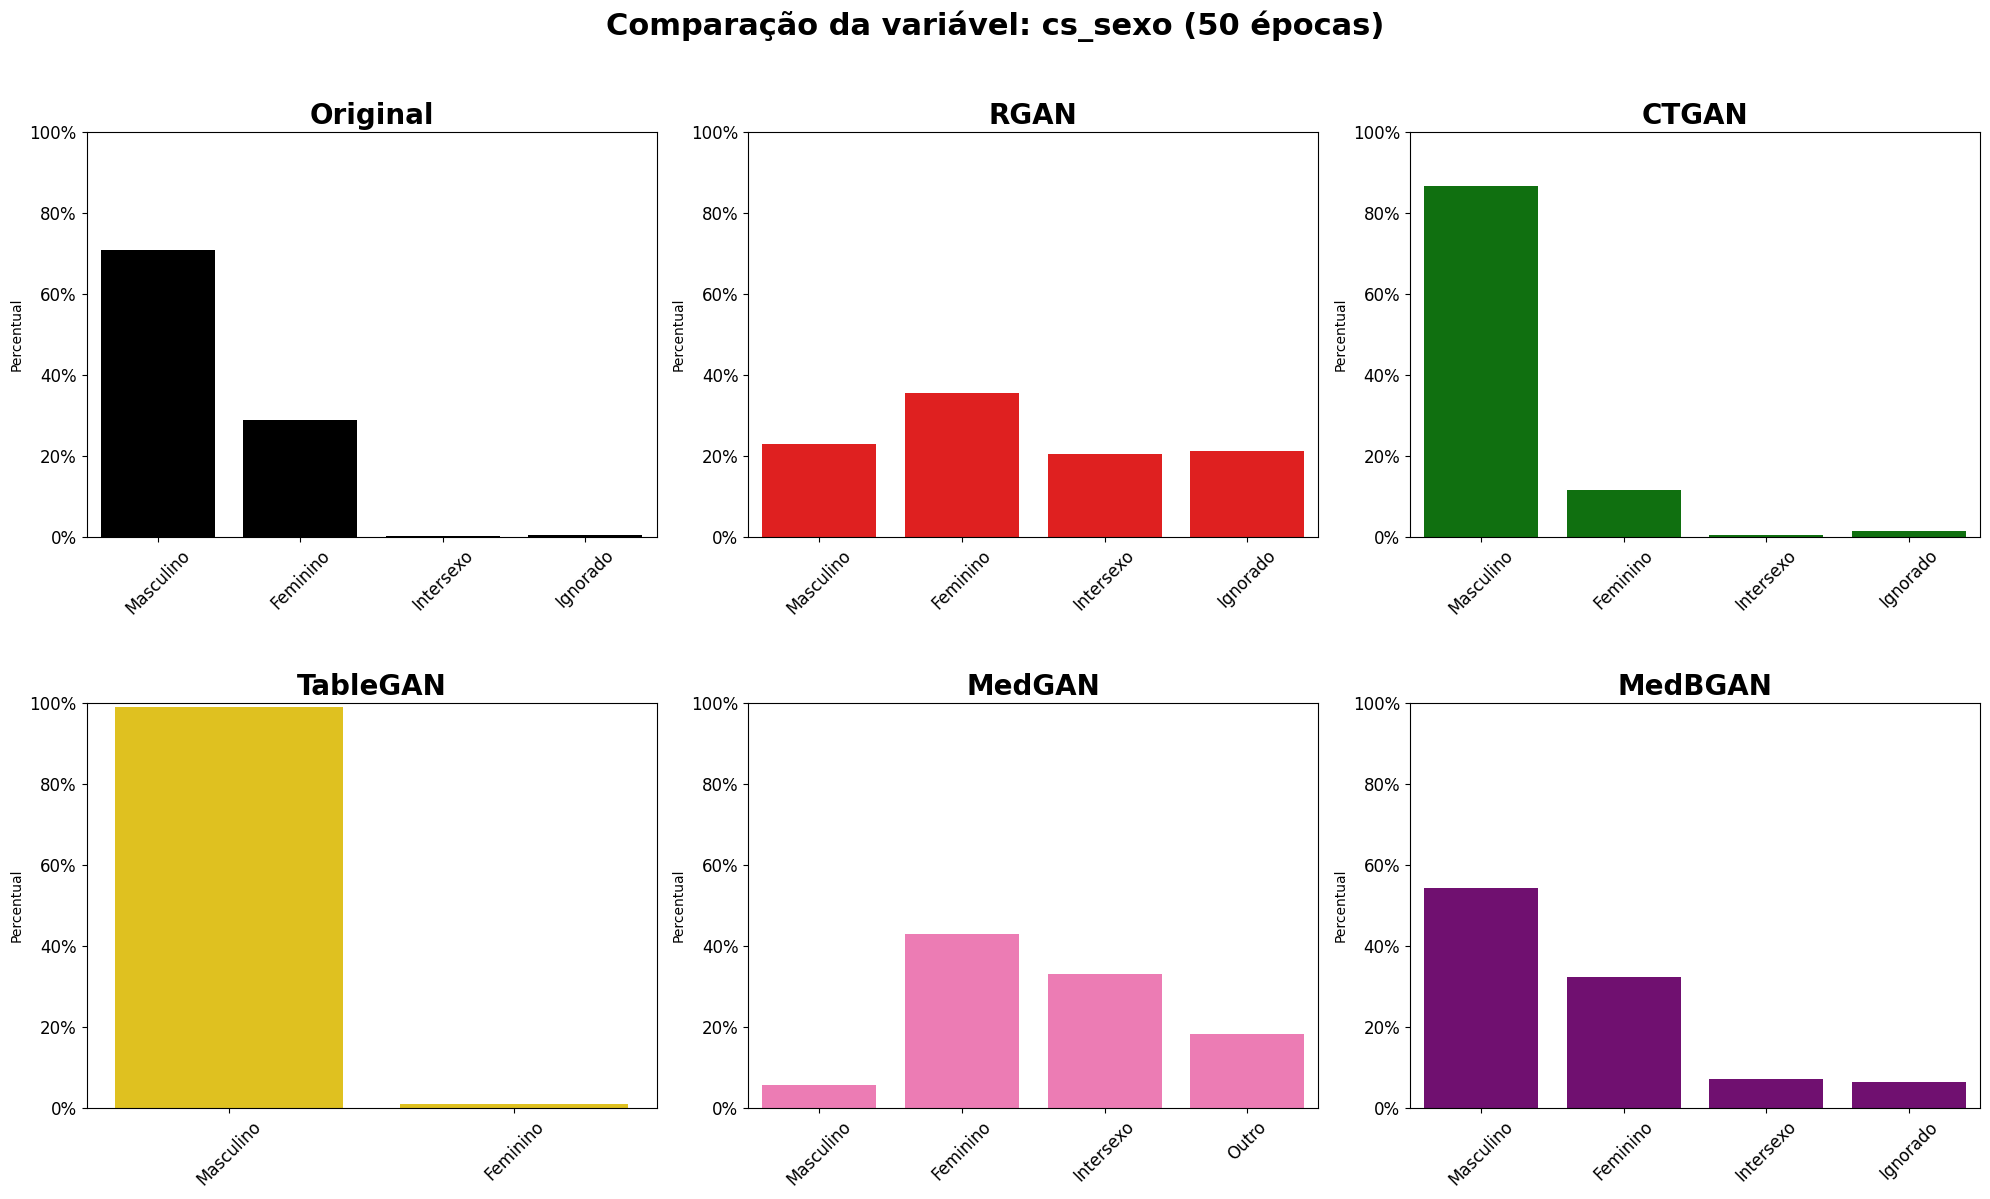 Comparação da variável: cs_sexo (50 épocas)
Original
100%
80%
60%
40%
20%
0%
Percentual
Masculino
Feminino
Intersexo
Ignorado
RGAN
100%
80%
60%
40%
20%
0%
Percentual
Masculino
Feminino
Intersexo
Ignorado
CTGAN
100%
80%
60%
40%
20%
0%
Percentual
Masculino
Feminino
Intersexo
Ignorado
TableGAN
100%
80%
60%
40%
20%
0%
Percentual
Masculino
Feminino
MedGAN
100%
80%
60%
40%
20%
0%
Percentual
Masculino
Feminino
Intersexo
Outro
MedBGAN
100%
80%
60%
40%
20%
0%
Percentual
Masculino
Feminino
Intersexo
Ignorado